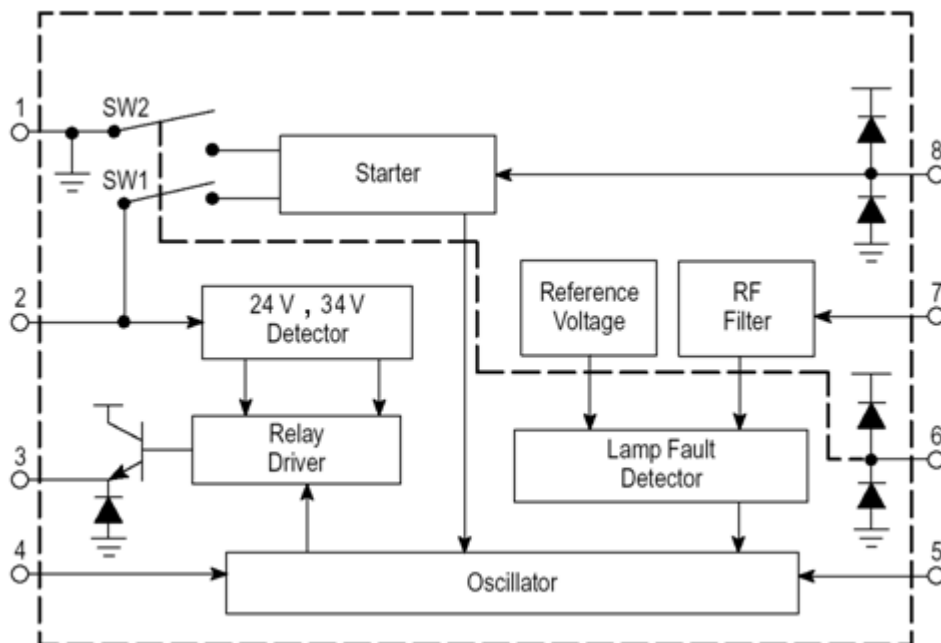 1
SW2
8
Starter
SW1
2
24 V , 34 V
Detector
Reference
Voltage
RF
Filter
7
3
Relay
Driver
Lamp Fault
Detector
6
4
Oscillator
5